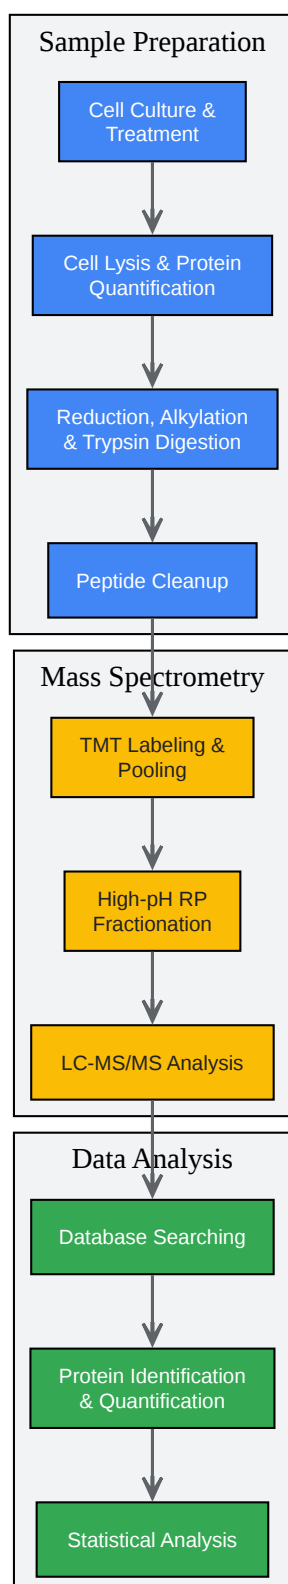 Sample Preparation
Cell Culture &
Treatment
Cell Lysis & Protein
Quantification
Reduction, Alkylation
& Trypsin Digestion
Peptide Cleanup
Mass Spectrometry
TMT Labeling &
Pooling
High-pH RP
Fractionation
LC-MS/MS Analysis
Data Analysis
Database Searching
Protein Identification
& Quantification
Statistical Analysis